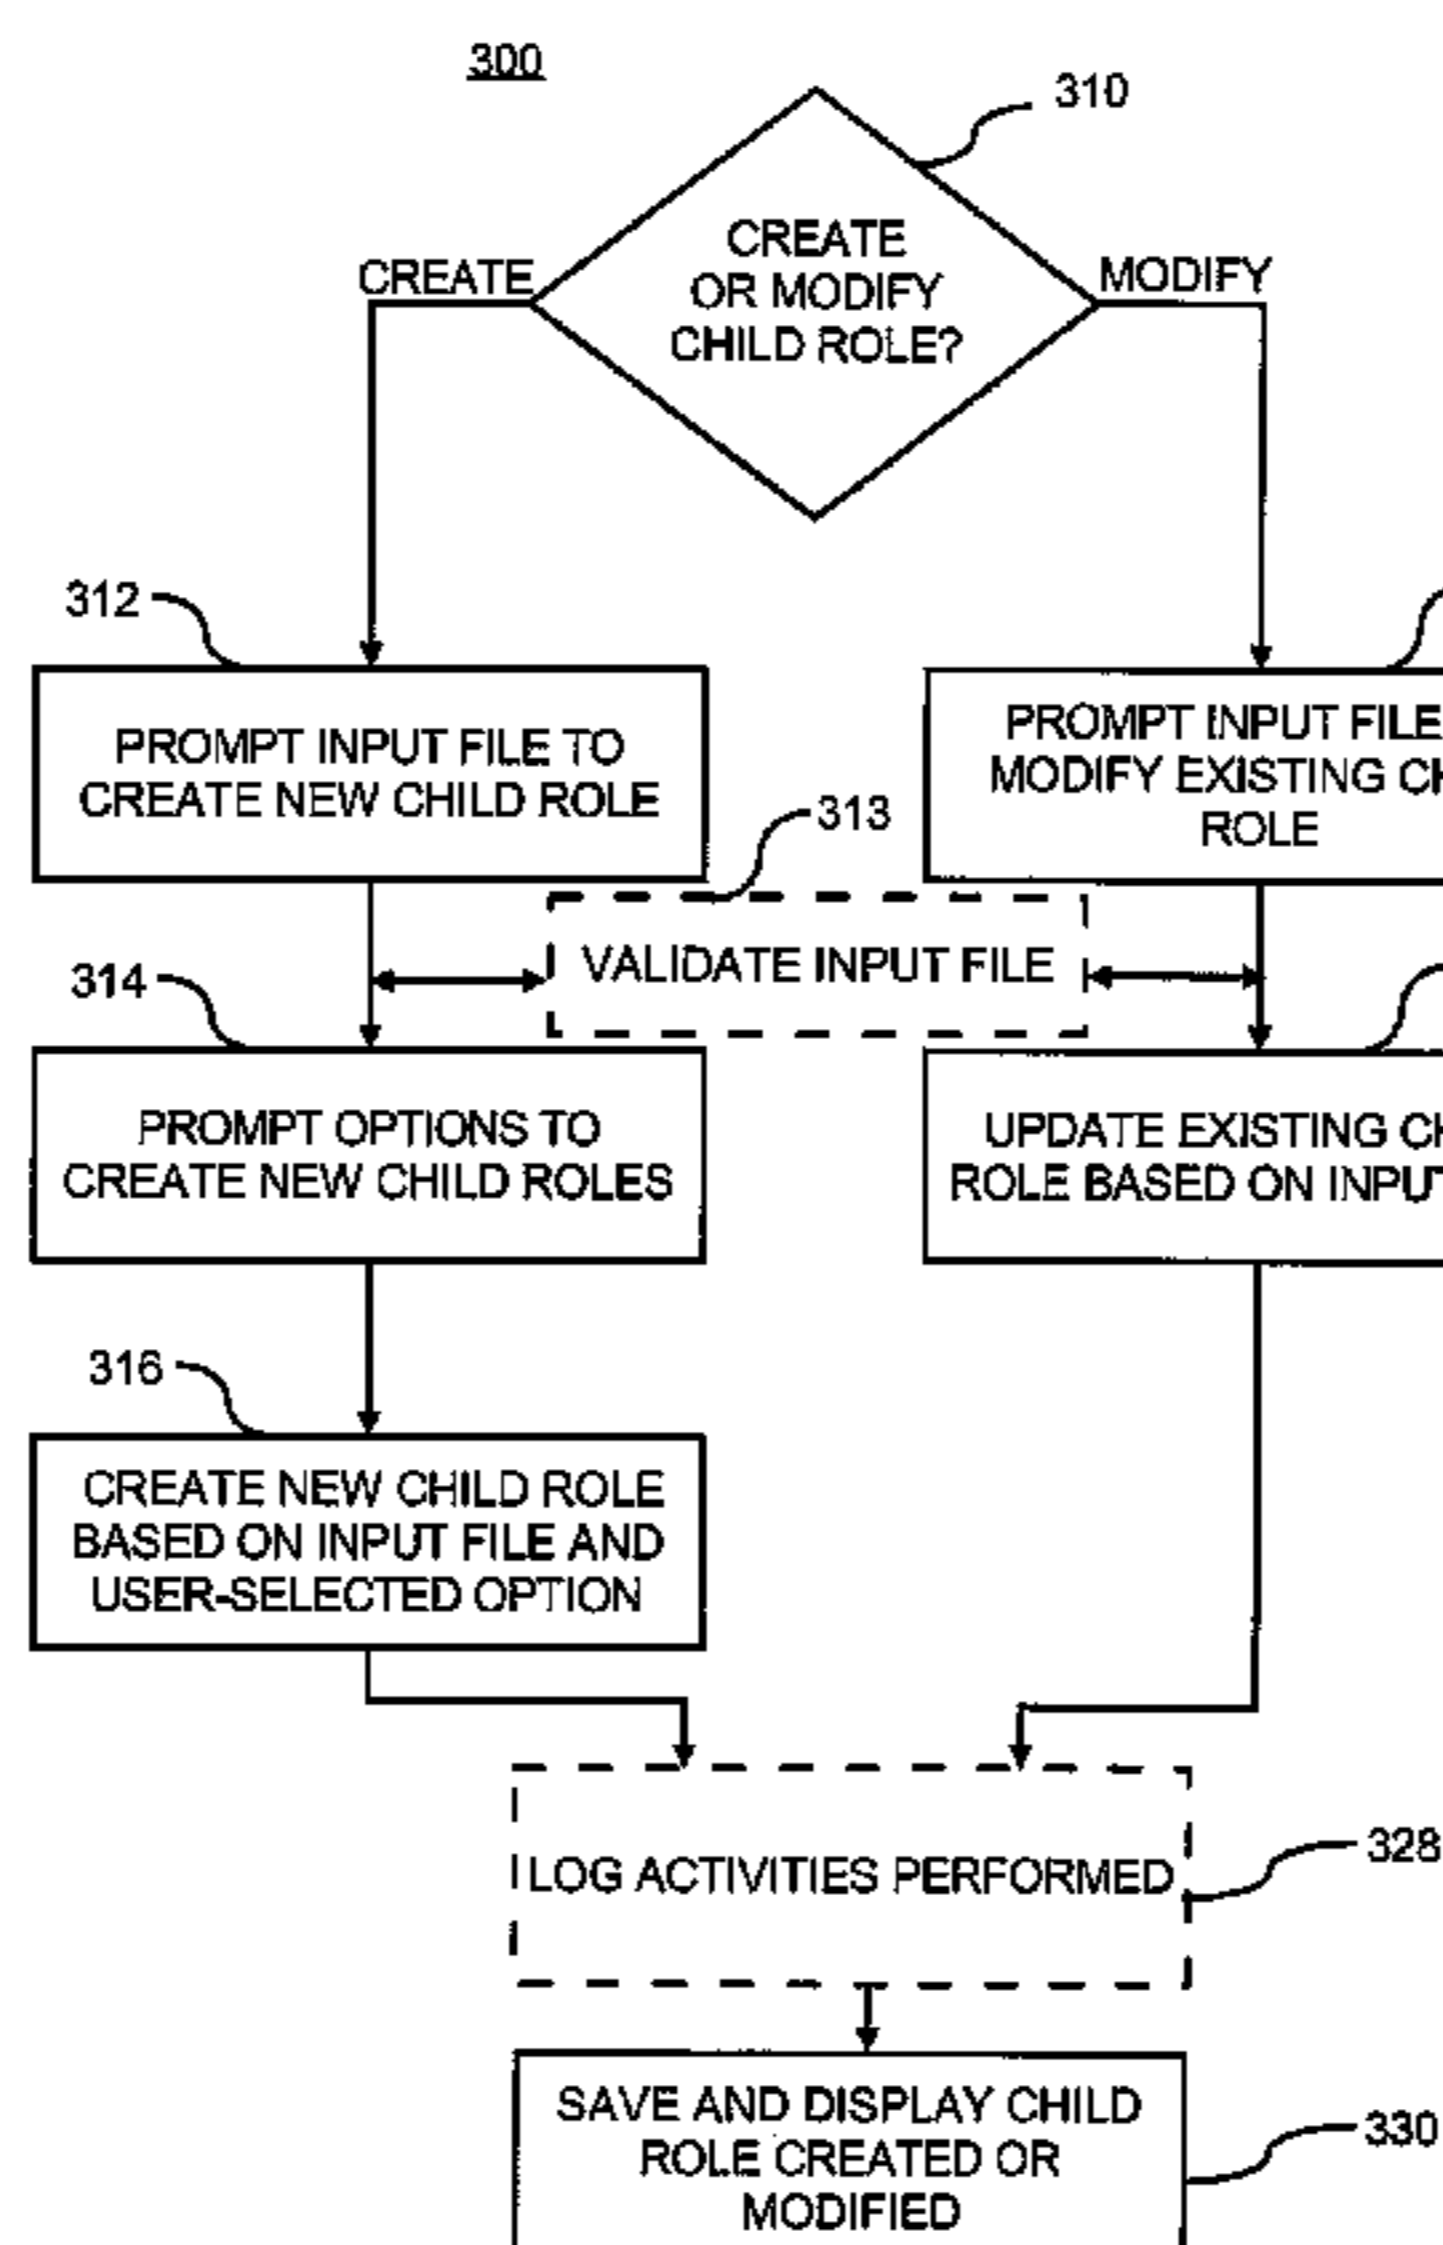 300
310
CREATE
OR MODIFY
CHILD ROLE?
CREATE
MODIFY
312
PROMPT INPUT FILE TO
CREATE NEW CHILD ROLE
PROMPT INPUT FILE
MODIFY EXISTING
ROLE
313
VALIDATE INPUT FILE
314
PROMPT OPTIONS TO
CREATE NEW CHILD ROLES
UPDATE EXISTING
ROLE BASED ON INPUT
316
CREATE NEW CHILD ROLE
BASED ON INPUT FILE AND
USER-SELECTED OPTION
LOG ACTIVITIES PERFORMED
328
SAVE AND DISPLAY CHILD
ROLE CREATED OR
MODIFIED
330